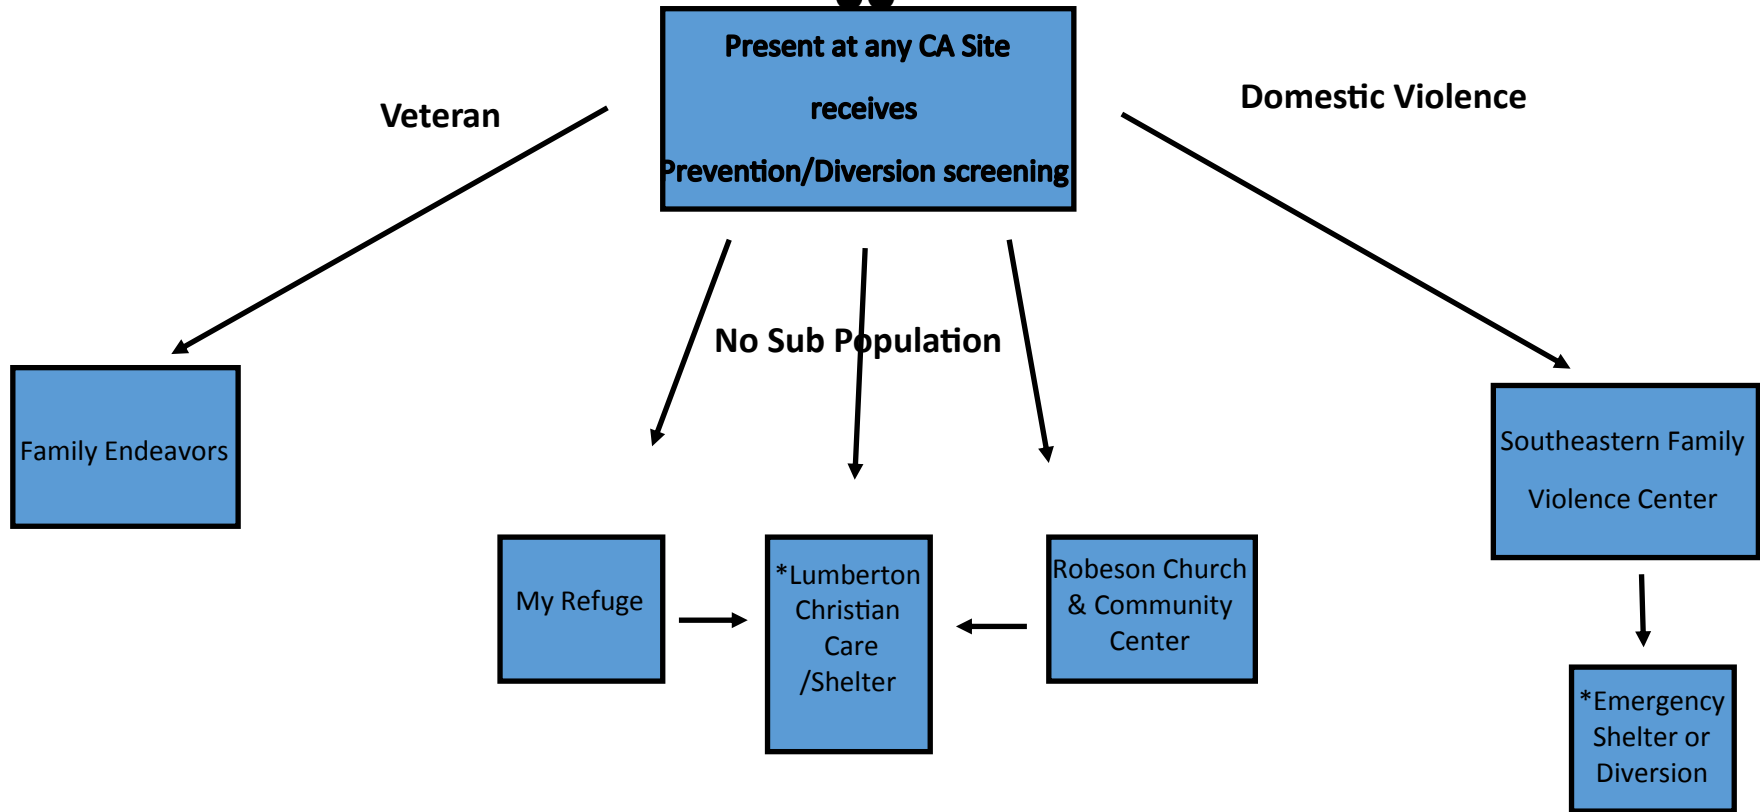 Present at any CA Site
receives
Prevention/Diversion screening
Veteran
Domestic Violence
No Sub Population
Family Endeavors
Southeastern Family
Violence Center
My Refuge
*Lumberton
Christian
Care
/Shelter
Robeson Church
& Community
Center
*Emergency
Shelter or
Diversion